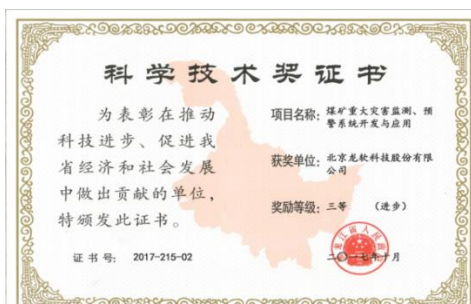 科学技术奖证书
为表彰在推动
科技进步、促进我
省经济和社会发展
中做出贡献的单位，
特颁发此证书。
项目名称：煤矿重大灾害监测、预
警系统开发与应用
获奖单位：北京龙软科技股份有限
公司
奖励等级：三等 （进步）
证 书 号： 2017-215-02
二〇一七年十月